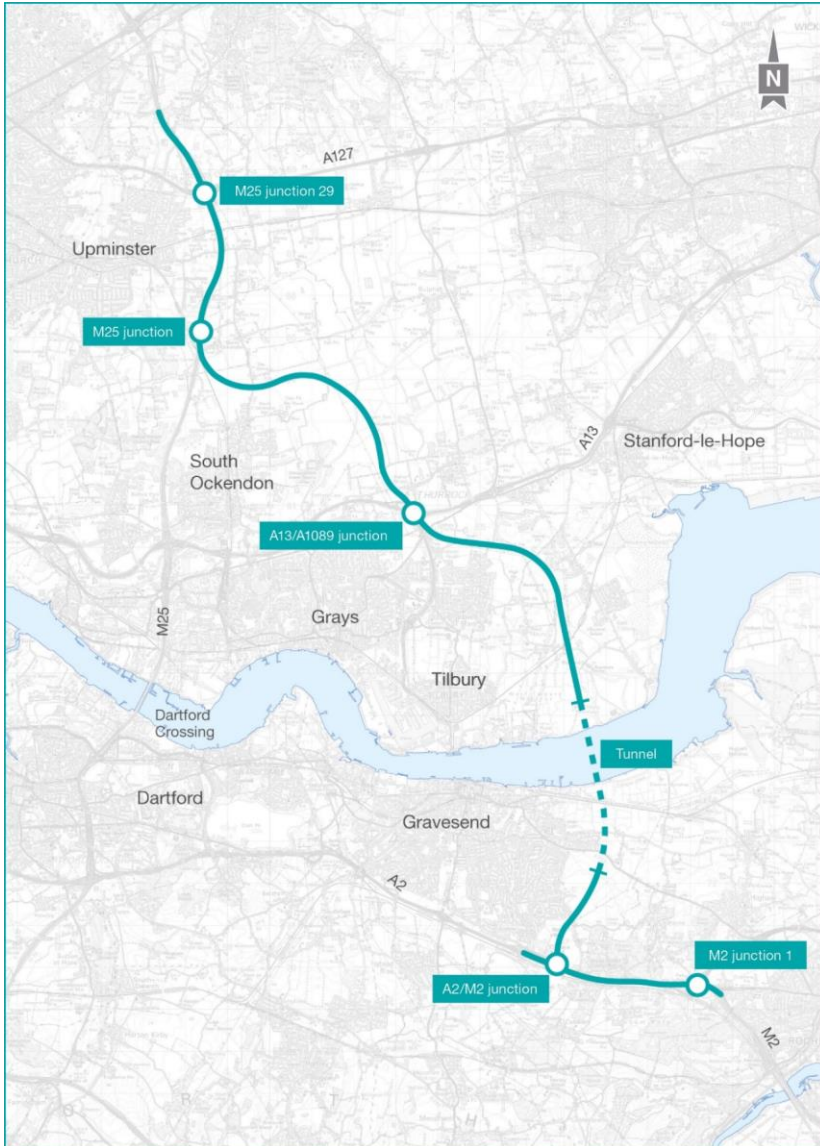 N
A127
M25 junction 29
Upminster
M25 junction
A13
Stanford-le-Hope
South
Ockendon
A13/A1089 junction
M25
Grays
Tilbury
Dartford
Crossing
Tunnel
Dartford
Gravesend
A2
M2 junction 1
A2/M2 junction
M2